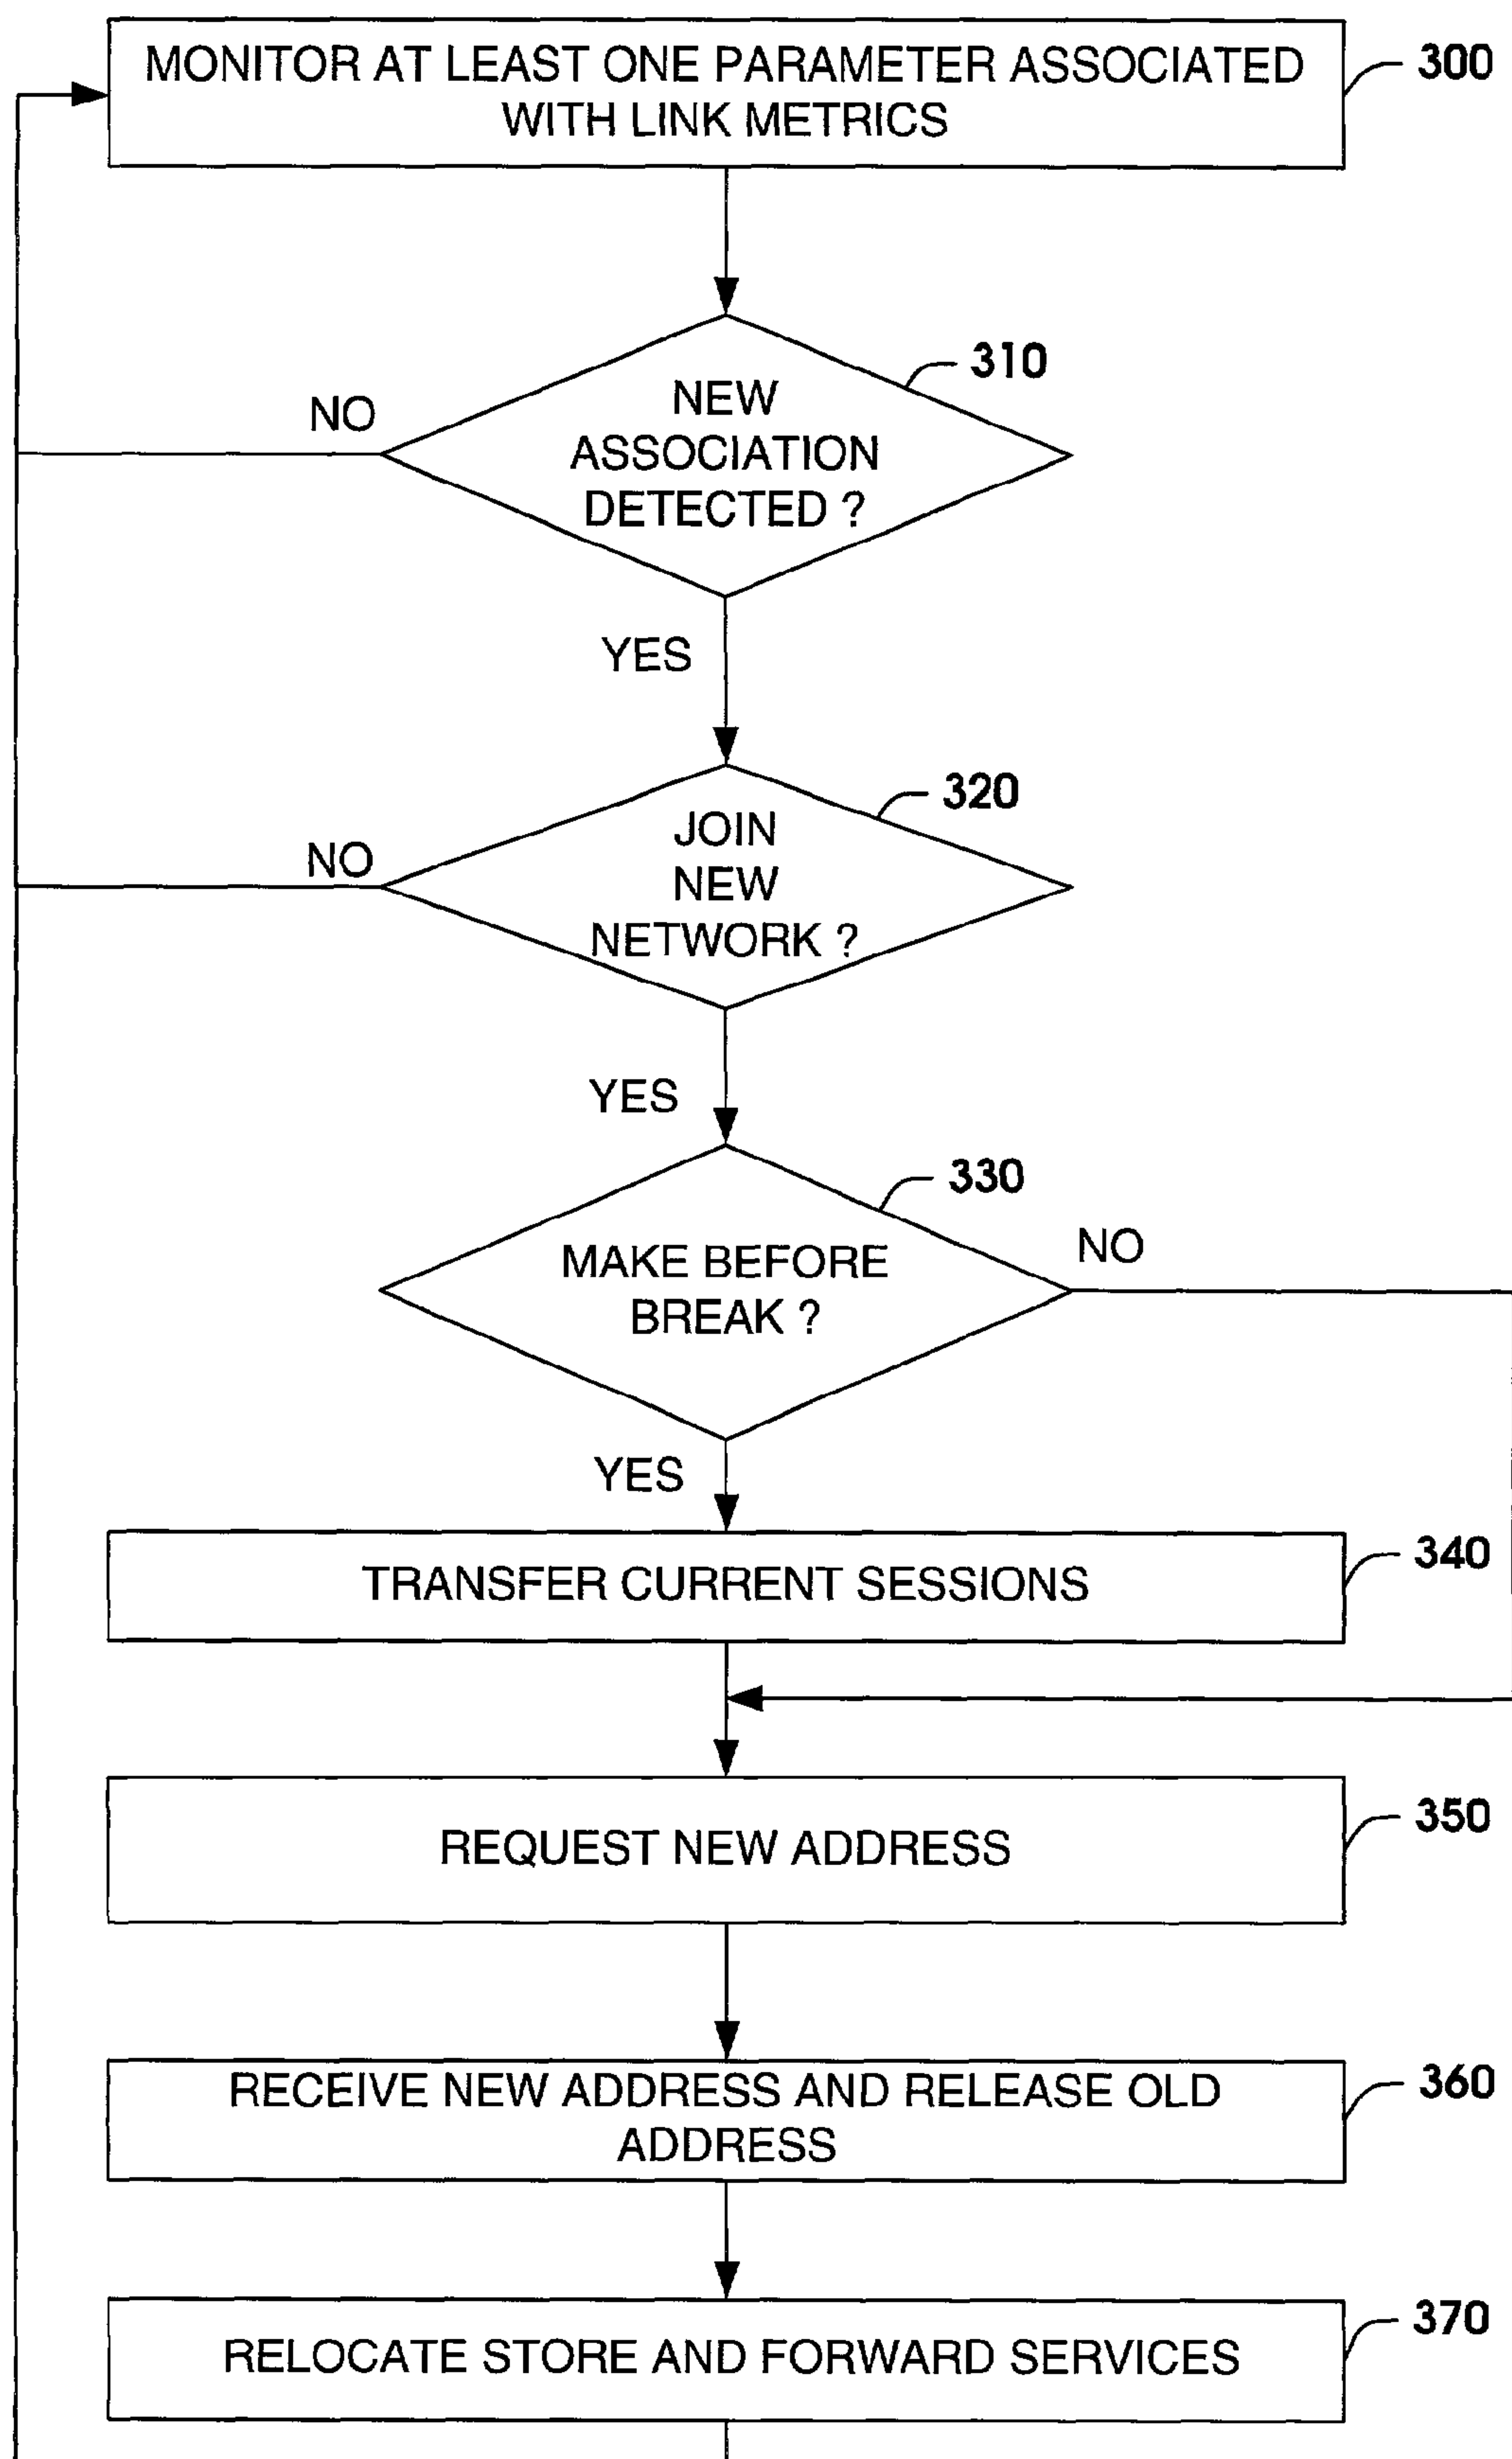 MONITOR AT LEAST ONE PARAMETER ASSOCIATED
WITH LINK METRICS
300
310
NO
NEW
ASSOCIATION
DETECTED ?
YES
320
NO
JOIN
NEW
NETWORK ?
YES
330
NO
MAKE BEFORE
BREAK ?
YES
340
TRANSFER CURRENT SESSIONS
350
REQUEST NEW ADDRESS
360
RECEIVE NEW ADDRESS AND RELEASE OLD
ADDRESS
370
RELOCATE STORE AND FORWARD SERVICES